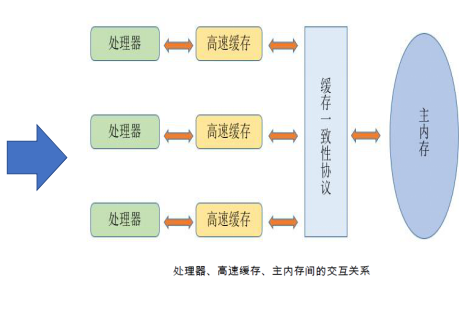 处理器
高速缓存
处理器
高速缓存
处理器
高速缓存
缓存一致性协议
主内存
处理器、高速缓存、主内存间的交互关系